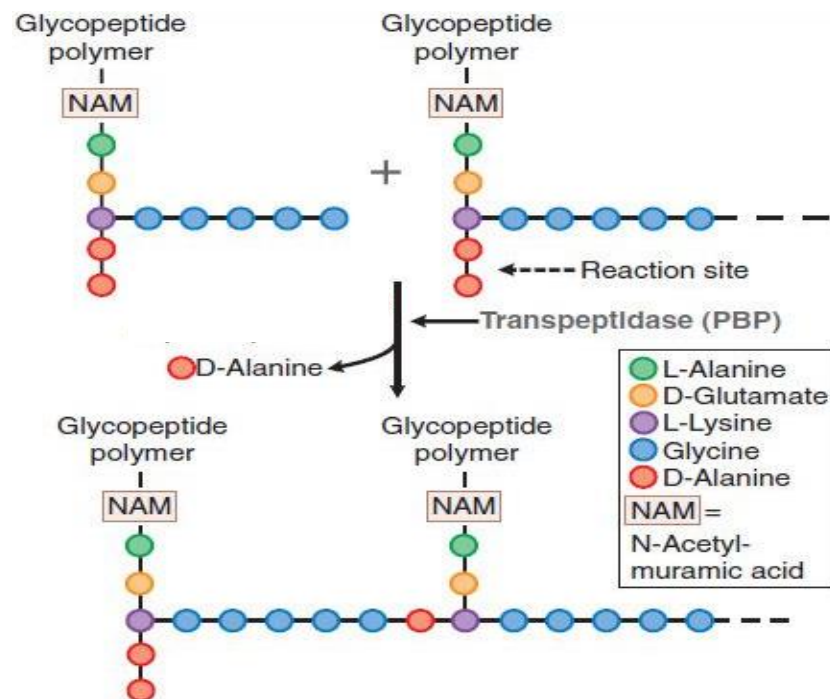 Glycopeptide
polymer
NAM
Glycopeptide
polymer
NAM
+
Reaction site
Transpeptidase (PBP)
D-Alanine
L-Alanine
D-Glutamate
L-Lysine
Glycine
D-Alanine
NAM =
N-Acetyl-
muramic acid
Glycopeptide
polymer
NAM
Glycopeptide
polymer
NAM